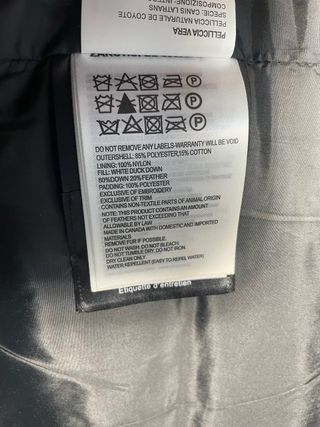 PELLICCIA VERA
PELLICCIA NATURALE DE COYOTE
SPECIE: CANIS LATRANS
DO NOT REMOVE ANY LABELS-WARRANTY WILL BE VOID
OUTERSHELL: 85% POLYESTER,15% COTTON
LINING: 100% NYLON
FILL: WHITE DUCK DOWN
80%DOWN 20% FEATHER
PADDING: 100% POLYESTER
EXCLUSIVE OF EMBROIDERY
EXCLUSIVE OF TRIM
CONTAINS NON-TEXTILE PARTS OF ANIMAL ORIGIN
NOTE: THIS PRODUCT CONTAINS AN AMOUNT
OF FEATHERS NOT EXCEEDING THAT
ALLOWABLE BY LAW
MADE IN CANADA WITH DOMESTIC AND IMPORTED
MATERIALS
REMOVE FUR IF POSSIBLE.
DO NOT WASH.DO NOT BLEACH.
DO NOT TUMBLE DRY.DO NOT IRON.
DRY CLEAN ONLY.
WATER REPELLENT (EASY TO REPEL WATER)
Étiquette d'entretien